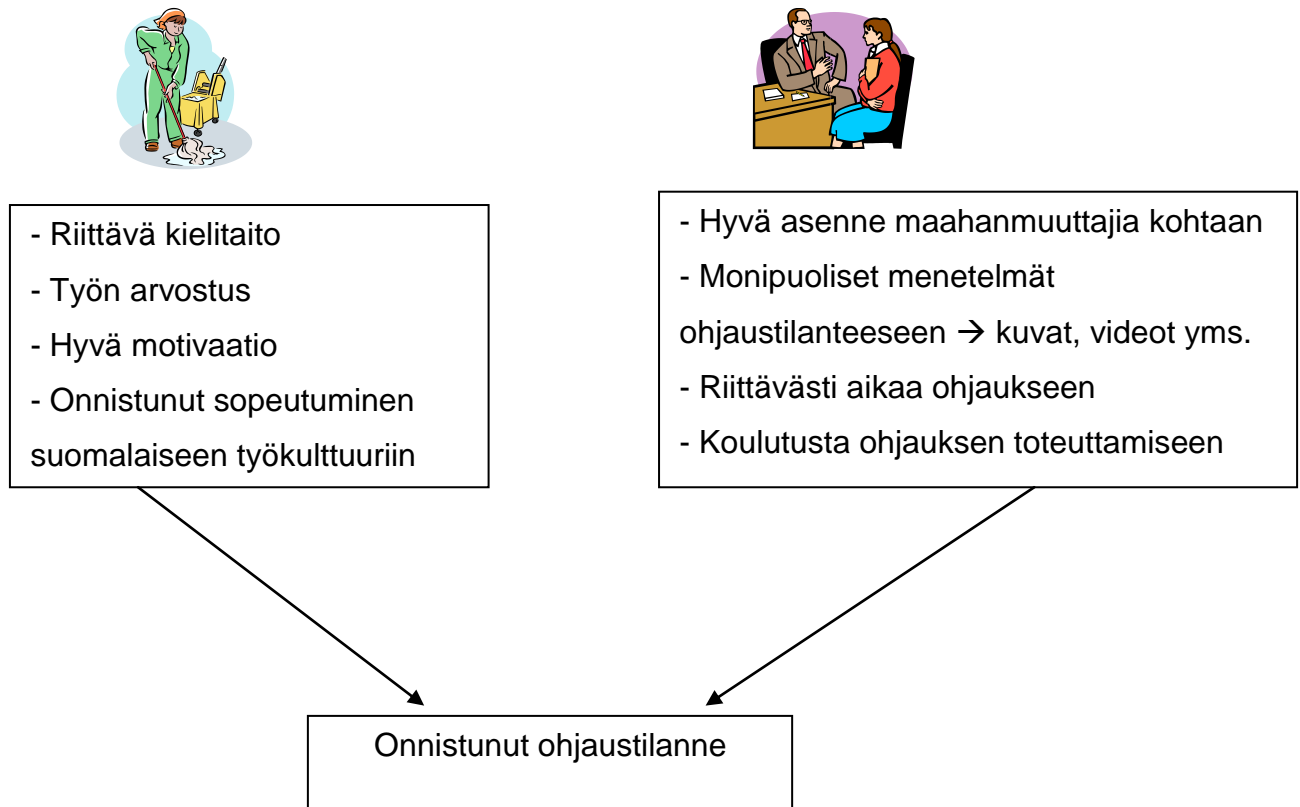 - Riittävä kielitaito
- Työn arvostus
- Hyvä motivaatio
- Onnistunut sopeutuminen
suomalaiseen työkulttuuriin
- Hyvä asenne maahanmuuttajia kohtaan
- Monipuoliset menetelmät
ohjaustilanteeseen → kuvat, videot yms.
- Riittävästi aikaa ohjaukseen
- Koulutusta ohjauksen toteuttamiseen
Onnistunut ohjaustilanne